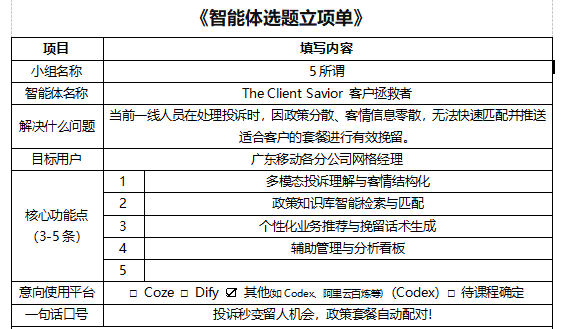 《智能体选题立项单》
项目 填写内容
小组名称 5所谓
智能体名称 The Client Savior 客户拯救者
解决什么问题 当前一线人员在处理投诉时，因政策分散、客情信息零散，无法快速匹配并推送
适合客户的套餐进行有效挽留。
目标用户 广东移动各分公司网格经理
核心功能点
（3-5 条）
1 多模态投诉理解与客情结构化
2 政策知识库智能检索与匹配
3 个性化业务推荐与挽留话术生成
4 辅助管理与分析看板
5
意向使用平台 □ Coze □ Dify ☑ 其他(如 Codex、阿里云百炼等)（Codex）□ 待课程确定
一句话口号 投诉秒变留人机会，政策套餐自动配对!